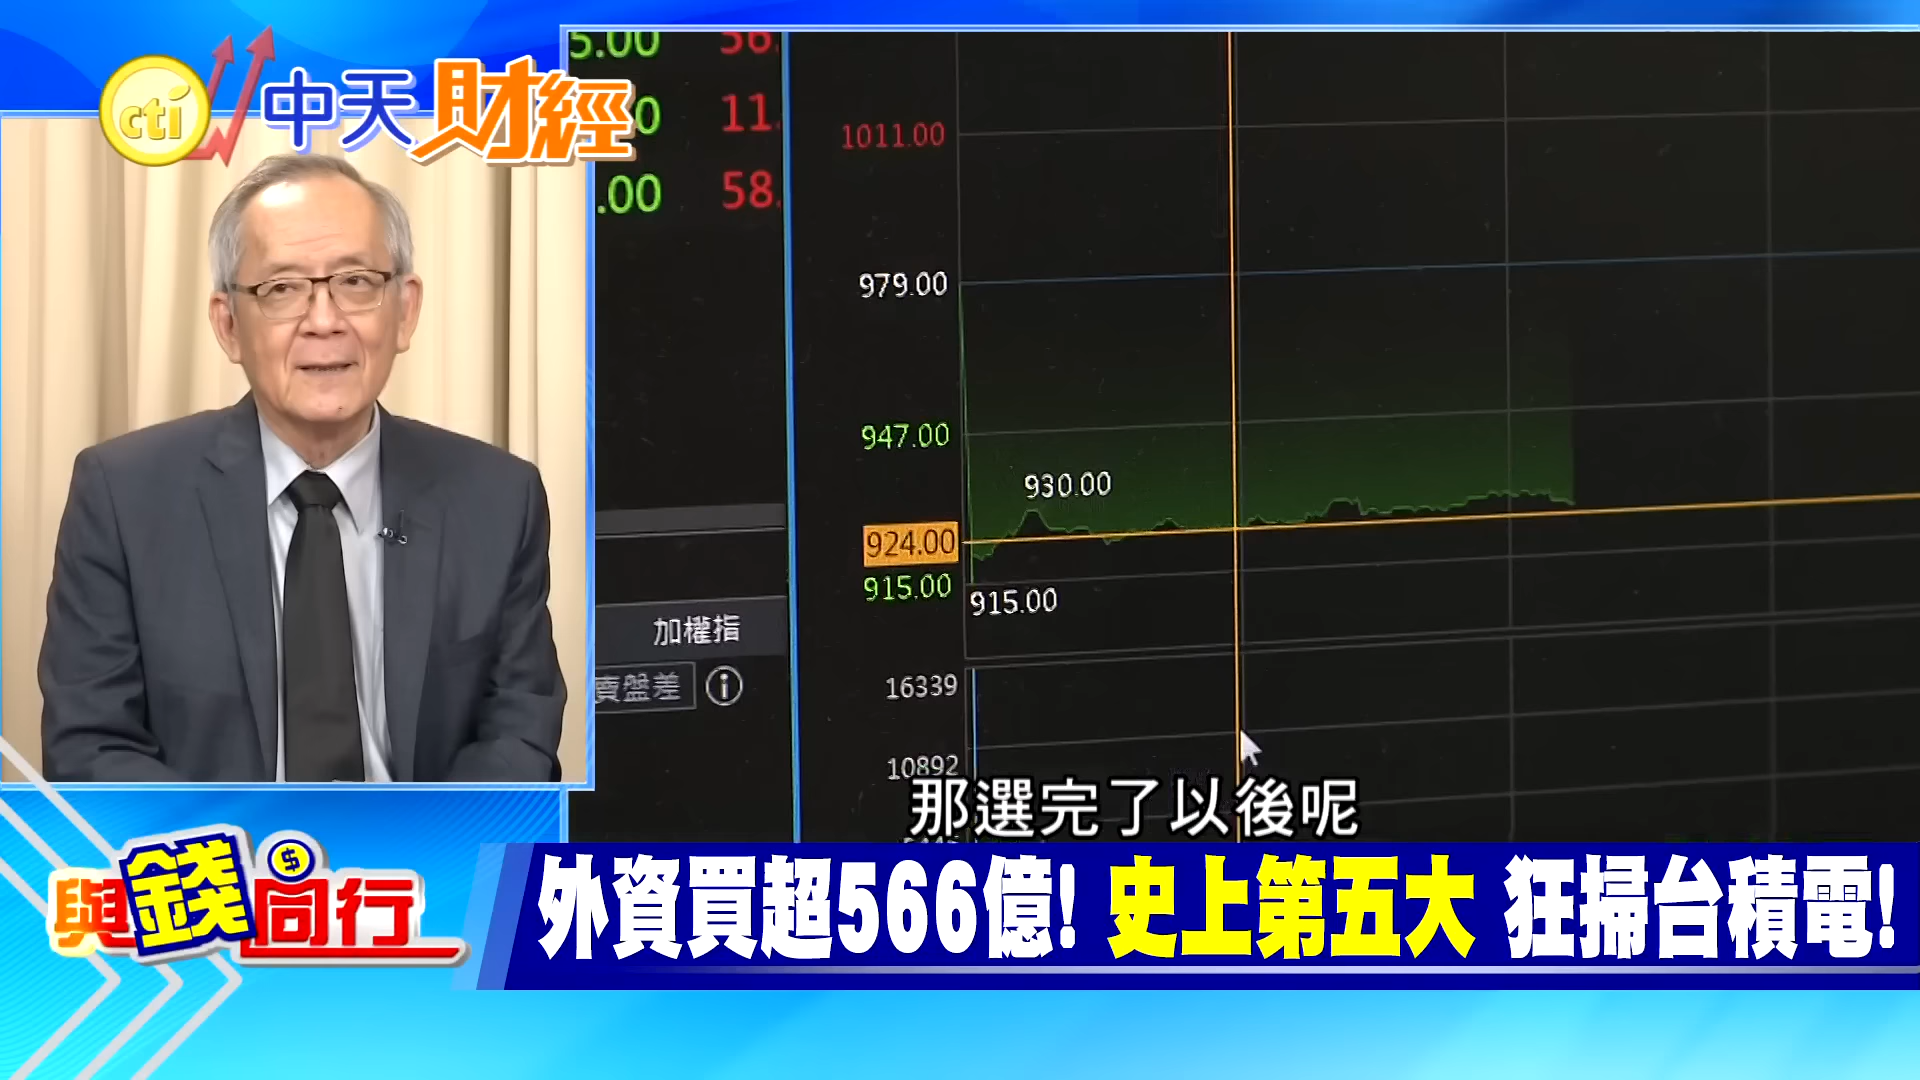 cti 中天財經
5.00 56.
0 11.
.00 58.
1011.00
979.00
947.00
930.00
924.00
915.00
915.00
加權指
賣盤差
16339
10892
那選完了以後呢
與錢同行
外資買超566億! 史上第五大 狂掃台積電!